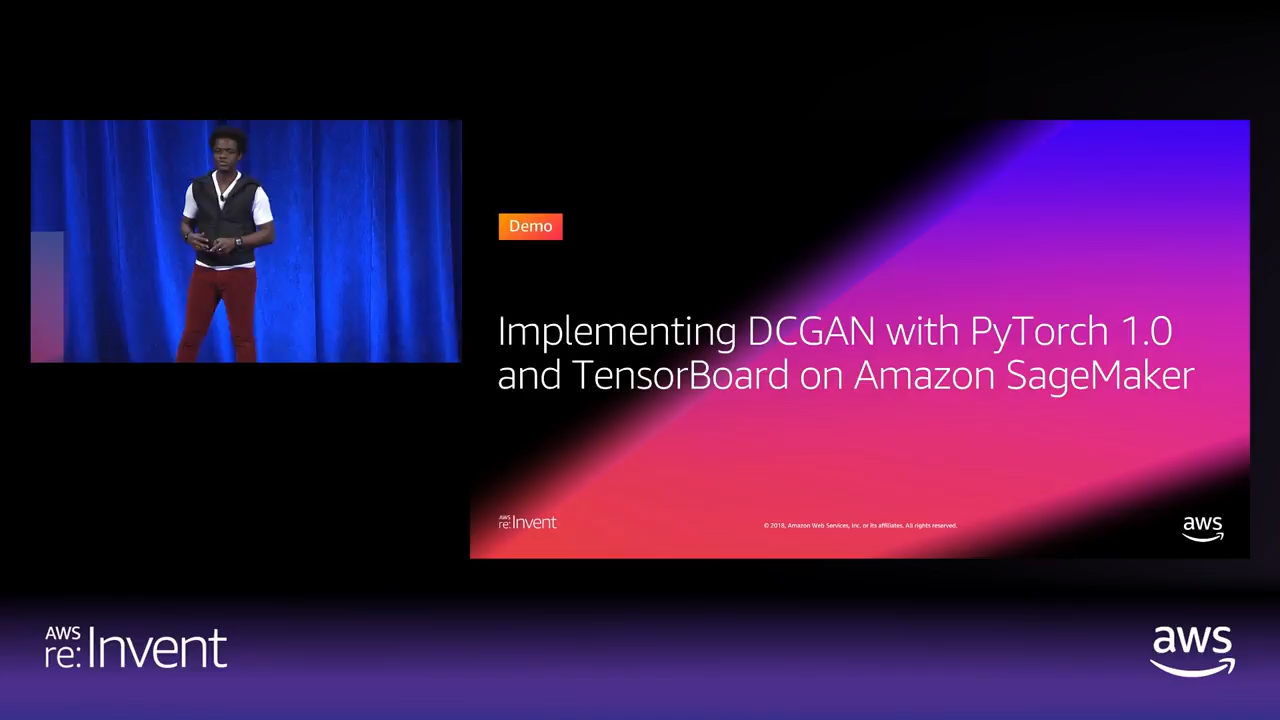 Demo
Implementing DCGAN with PyTorch 1.0
and TensorBoard on Amazon SageMaker
AWS
re:Invent
© 2018, Amazon Web Services, Inc. or its affiliates. All rights reserved.
aws
AWS
re:Invent
aws